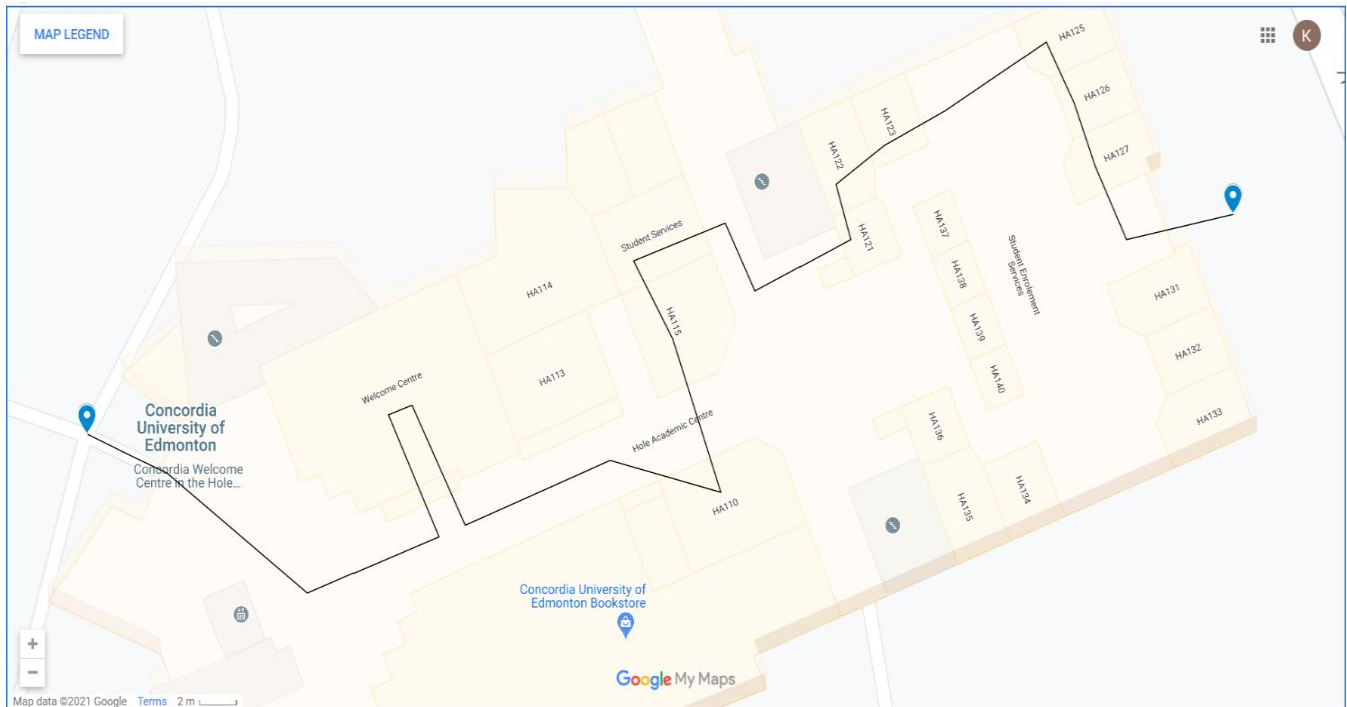 MAP LEGEND
K
HA125
HA126
HA127
HA123
HA122
HA121
Student Services
HA137
HA138
HA139
HA140
Student Enrolement
Services
HA131
HA132
HA133
HA114
HA115
HA113
Welcome Centre
Hole Academic Centre
HA136
HA135
HA134
HA110
Concordia
University of
Edmonton
Concordia Welcome
Centre in the Hole...
Concordia University of
Edmonton Bookstore
+
−
Google My Maps
Map data ©2021 Google Terms 2 m